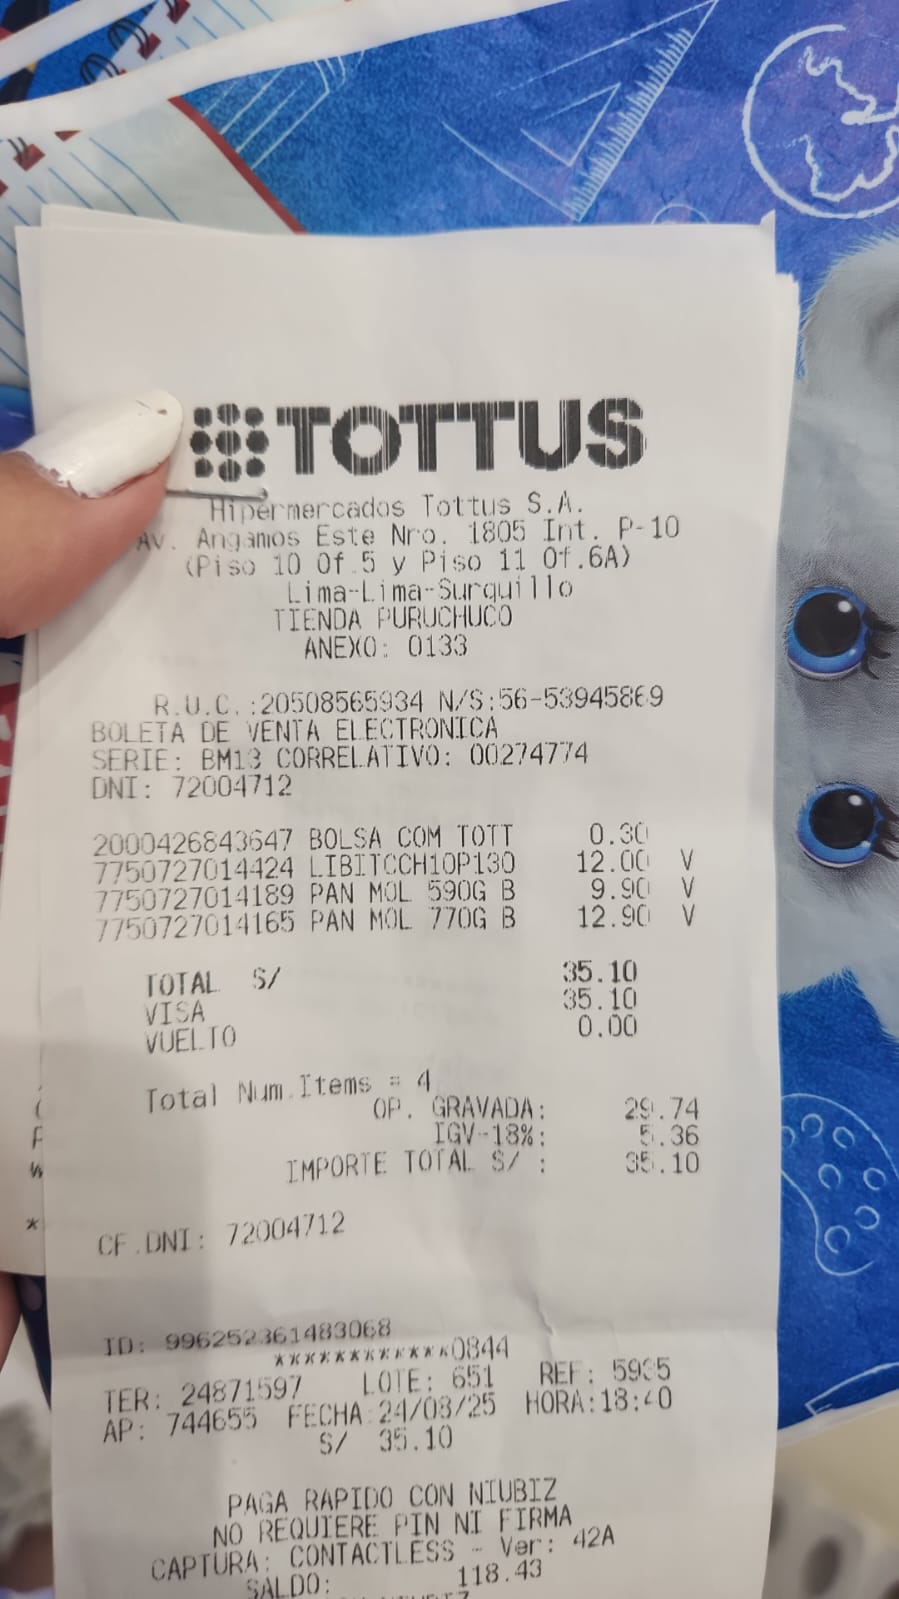 TOTTUS
Hipermercados Tottus S.A.
Av. Angamos Este Nro. 1805 Int. P-10
(Piso 10 Of.5 y Piso 11 Of.6A)
Lima-Lima-Surquillo
TIENDA PURUCHUCO
ANEXO: 0133
R.U.C.:20508565934 N/S:56-53945869
BOLETA DE VENTA ELECTRONICA
SERIE: BM13 CORRELATIVO: 00274774
DNI: 72004712
2000426843647 BOLSA COM TOTT 0.30
7750727014424 LIBITCCH10P130 12.00 V
7750727014189 PAN MOL 590G B 9.90 V
7750727014165 PAN MOL 770G B 12.90 V
TOTAL S/ 35.10
VISA 35.10
VUELTO 0.00
Total Num.Items = 4
OP. GRAVADA: 29.74
IGV-18%: 5.36
IMPORTE TOTAL S/ : 35.10
CF.DNI: 72004712
ID: 996252361483068
************0844
TER: 24871597 LOTE: 651 REF: 5935
AP: 744655 FECHA:24/08/25 HORA:18:40
S/ 35.10
PAGA RAPIDO CON NIUBIZ
NO REQUIERE PIN NI FIRMA
CAPTURA: CONTACTLESS - Ver: 42A
SALDO: 118.43